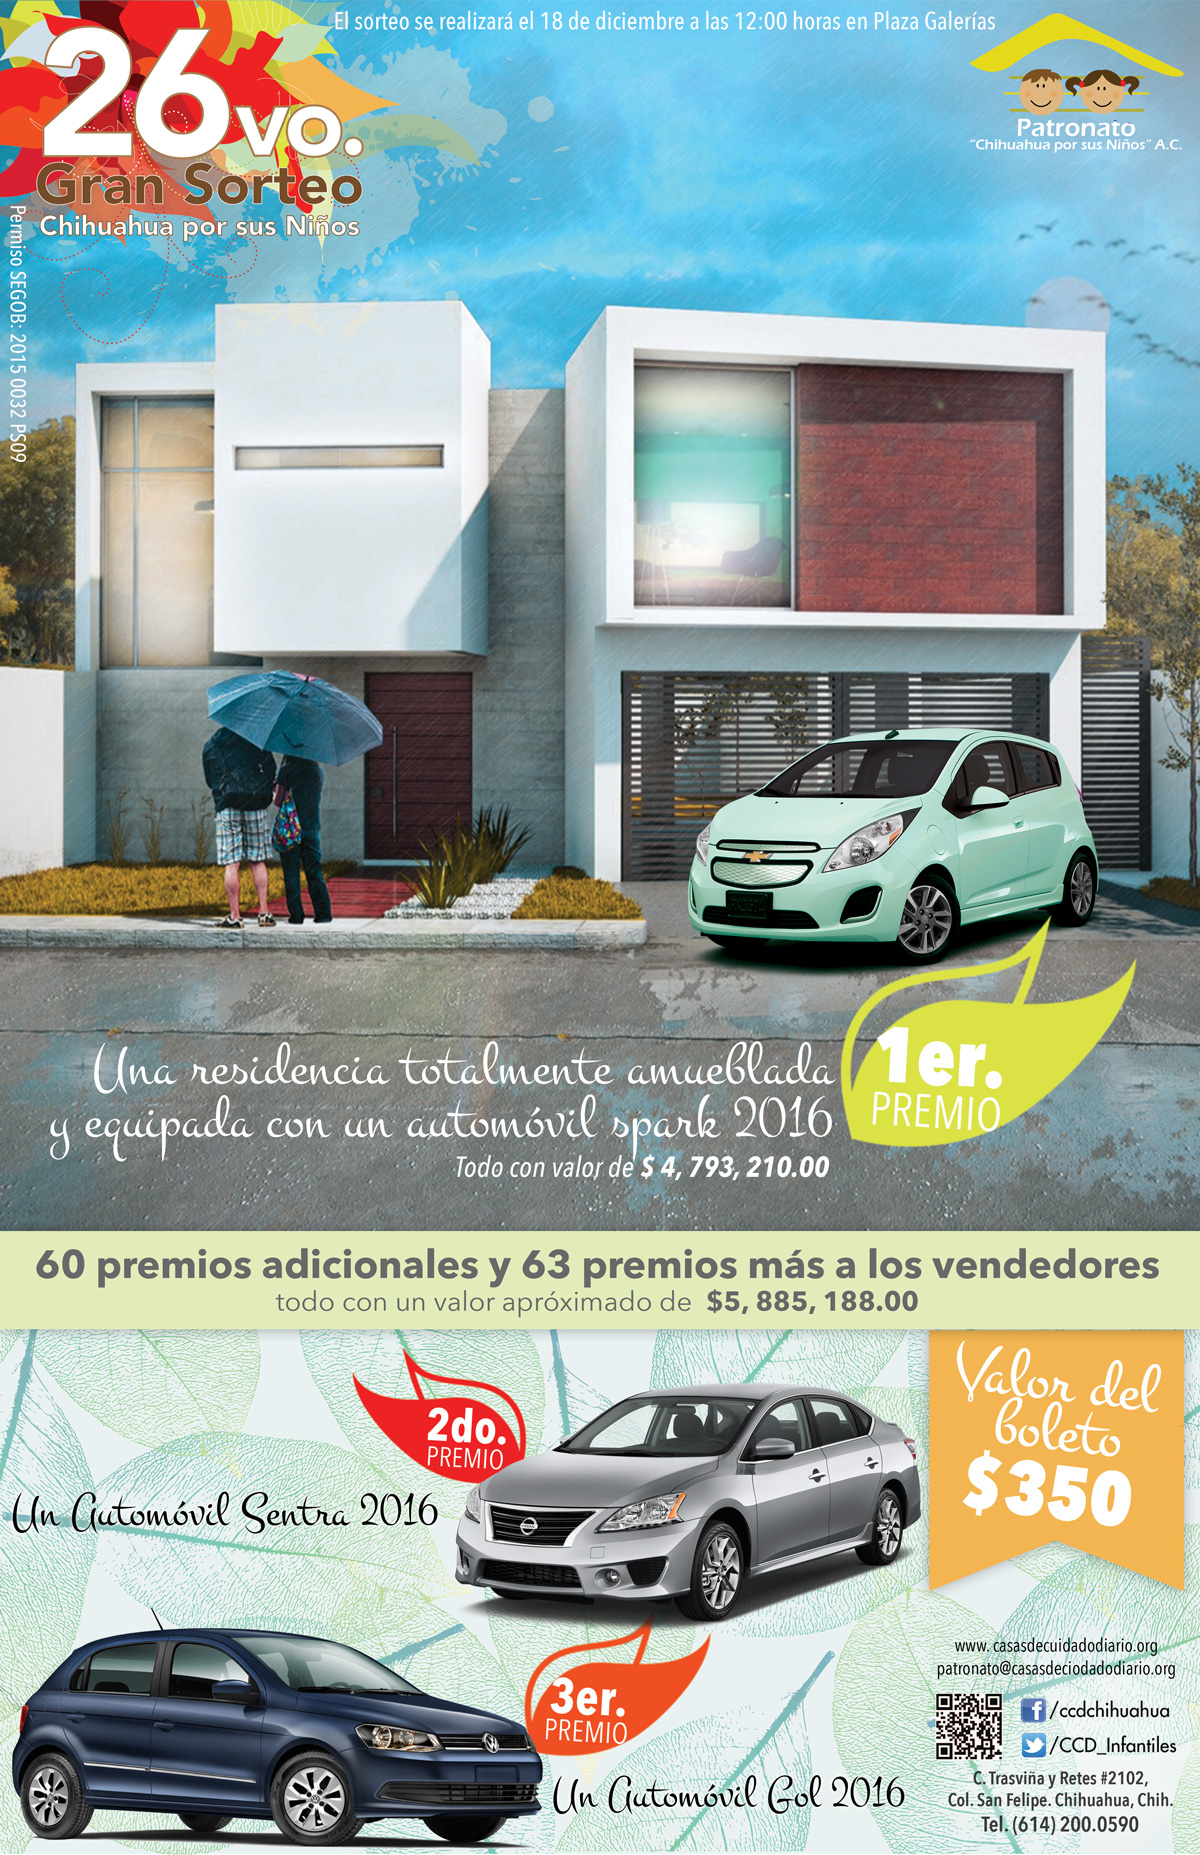 El sorteo se realizará el 18 de diciembre a las 12:00 horas en Plaza Galerías
26vo.
Gran Sorteo
Chihuahua por sus Niños
Patronato
"Chihuahua por sus Niños" A.C.
Permiso SEGOB: 2015 0032 PS09
1er.
PREMIO
Una residencia totalmente amueblada
y equipada con un automóvil spark 2016
Todo con valor de $ 4, 793, 210.00
60 premios adicionales y 63 premios más a los vendedores
todo con un valor apróximado de $5, 885, 188.00
2do.
PREMIO
Un Automóvil Sentra 2016
Valor del
boleto
$350
3er.
PREMIO
Un Automóvil Gol 2016
www. casasdecuidadodiario.org
patronato@casasdeciodadodiario.org
/ccdchihuahua
/CCD_Infantiles
C. Trasviña y Retes #2102,
Col. San Felipe. Chihuahua, Chih.
Tel. (614) 200.0590